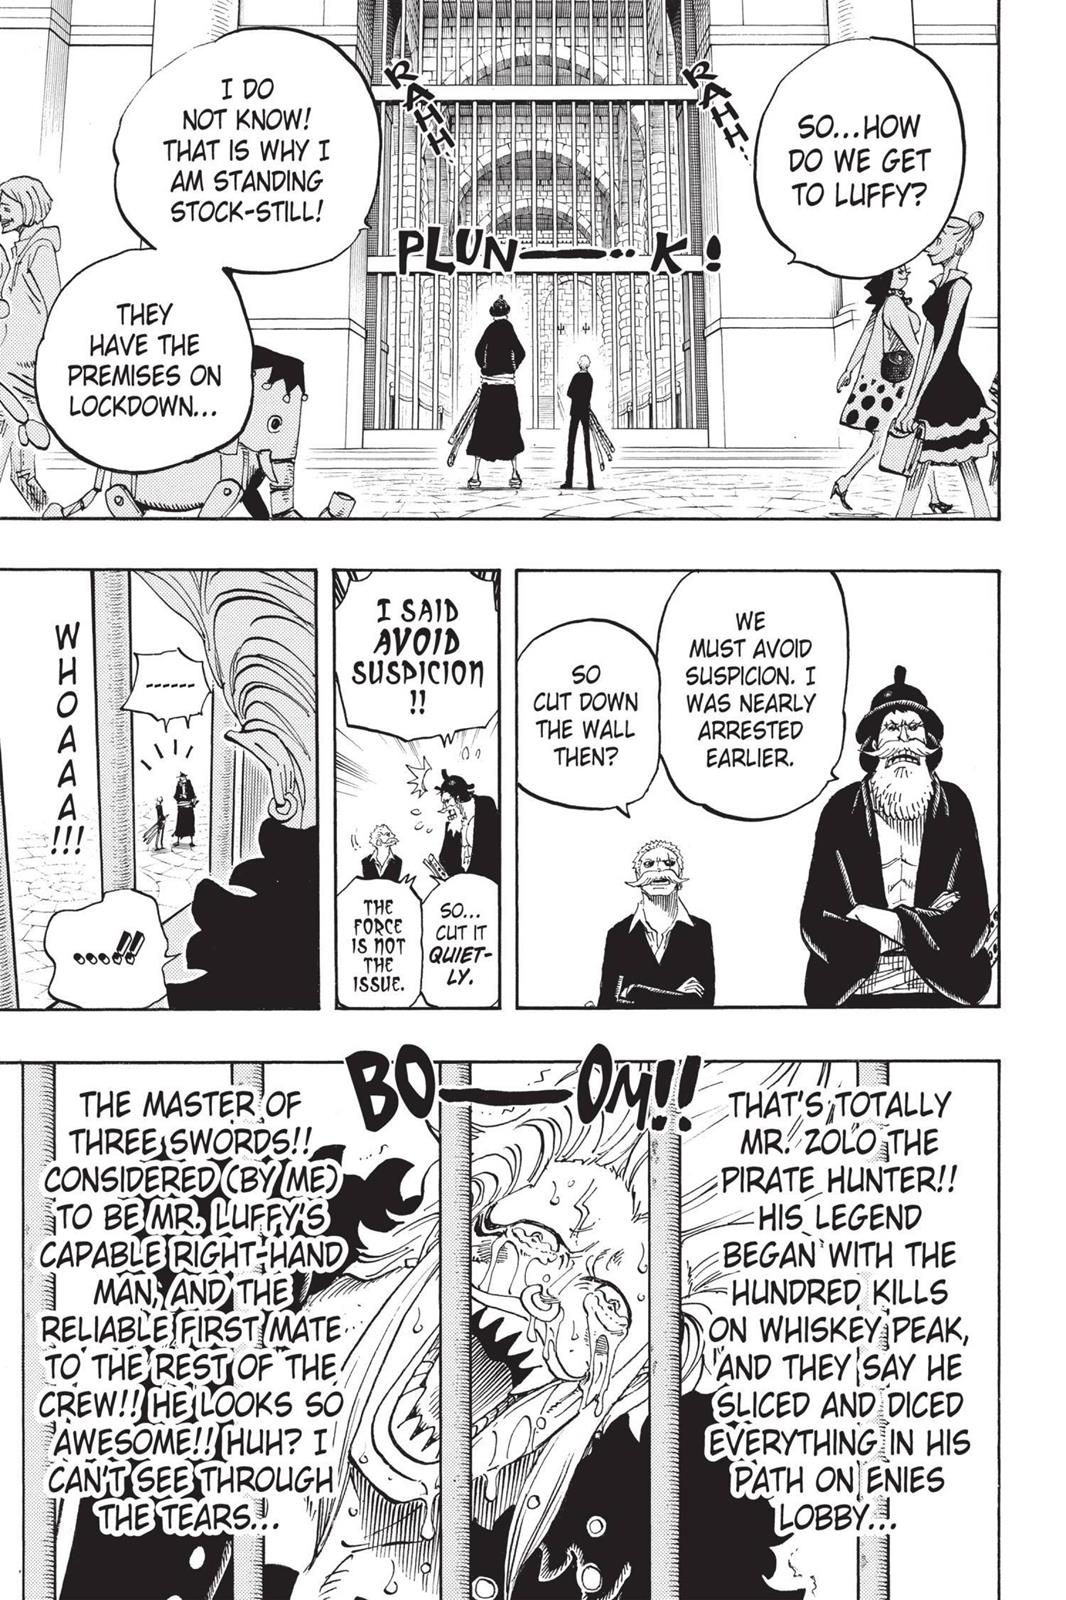 SO...HOW
DO WE GET
TO LUFFY?
RAHH...
RAHH...
I DO
NOT KNOW!
THAT IS WHY I
AM STANDING
STOCK-STILL!
THEY
HAVE THE
PREMISES ON
LOCKDOWN...
PLUN—..K!
WE
MUST AVOID
SUSPICION. I
WAS NEARLY
ARRESTED
EARLIER.
SO
CUT DOWN
THE WALL
THEN?
I SAID
AVOID
SUSPICION
!!
SO...
CUT IT
QUIET-
LY.
THE
FORCE
IS NOT
THE
ISSUE.
------
WHOAAA!!!
....!!
BO—OM!!
THAT'S TOTALLY
MR. ZOLO THE
PIRATE HUNTER!!
HIS LEGEND
BEGAN WITH THE
HUNDRED KILLS
ON WHISKEY PEAK,
AND THEY SAY HE
SLICED AND DICED
EVERYTHING IN HIS
PATH ON ENIES
LOBBY...
THE MASTER OF
THREE SWORDS!!
CONSIDERED (BY ME)
TO BE MR. LUFFY'S
CAPABLE RIGHT-HAND
MAN, AND THE
RELIABLE FIRST MATE
TO THE REST OF THE
CREW!! HE LOOKS SO
AWESOME!! HUH? I
CAN'T SEE THROUGH
THE TEARS...